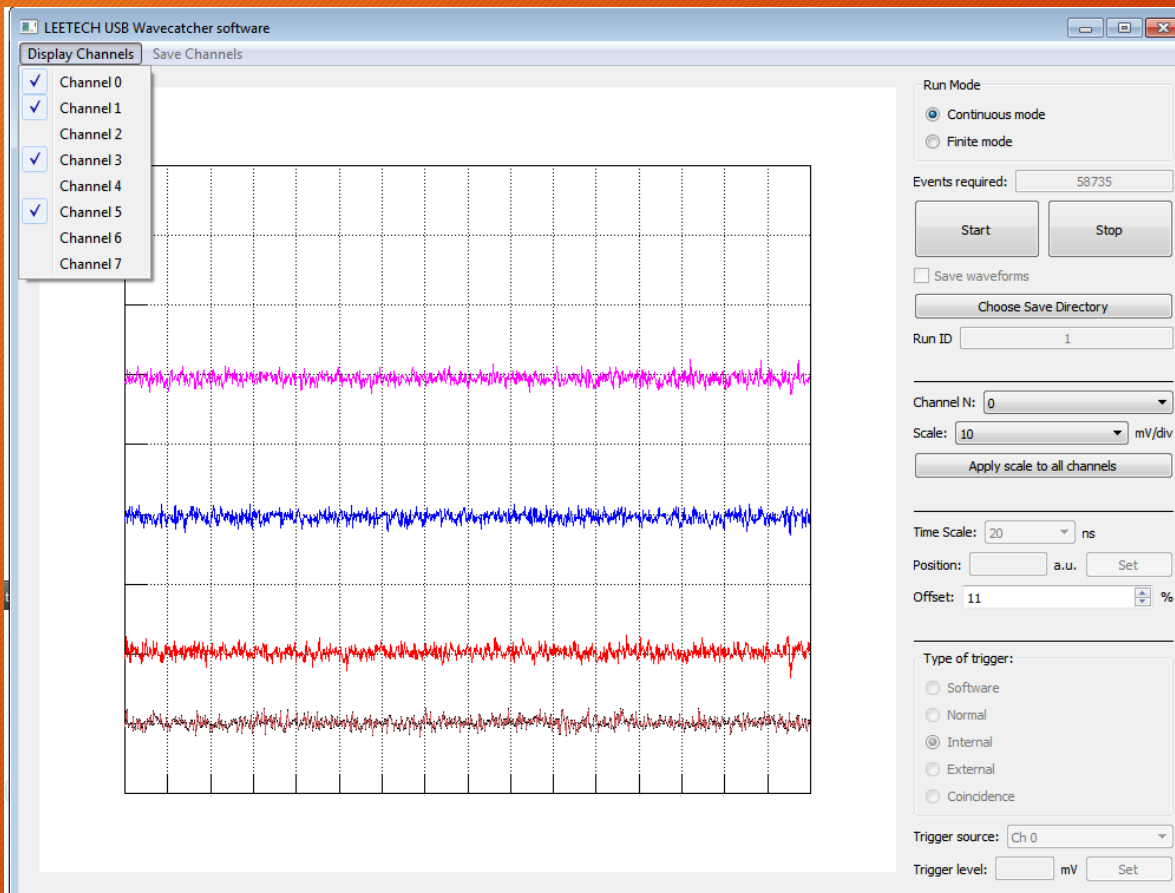 LEETECH USB Wavecatcher software
Display Channels Save Channels
Channel 0
Channel 1
Channel 2
Channel 3
Channel 4
Channel 5
Channel 6
Channel 7
Run Mode
Continuous mode
Finite mode
Events required: 58735
Start Stop
Save waveforms
Choose Save Directory
Run ID 1
Channel N: 0
Scale: 10 mV/div
Apply scale to all channels
Time Scale: 20 ns
Position: a.u. Set
Offset: 11 %
Type of trigger:
Software
Normal
Internal
External
Coincidence
Trigger source: Ch 0
Trigger level: mV Set